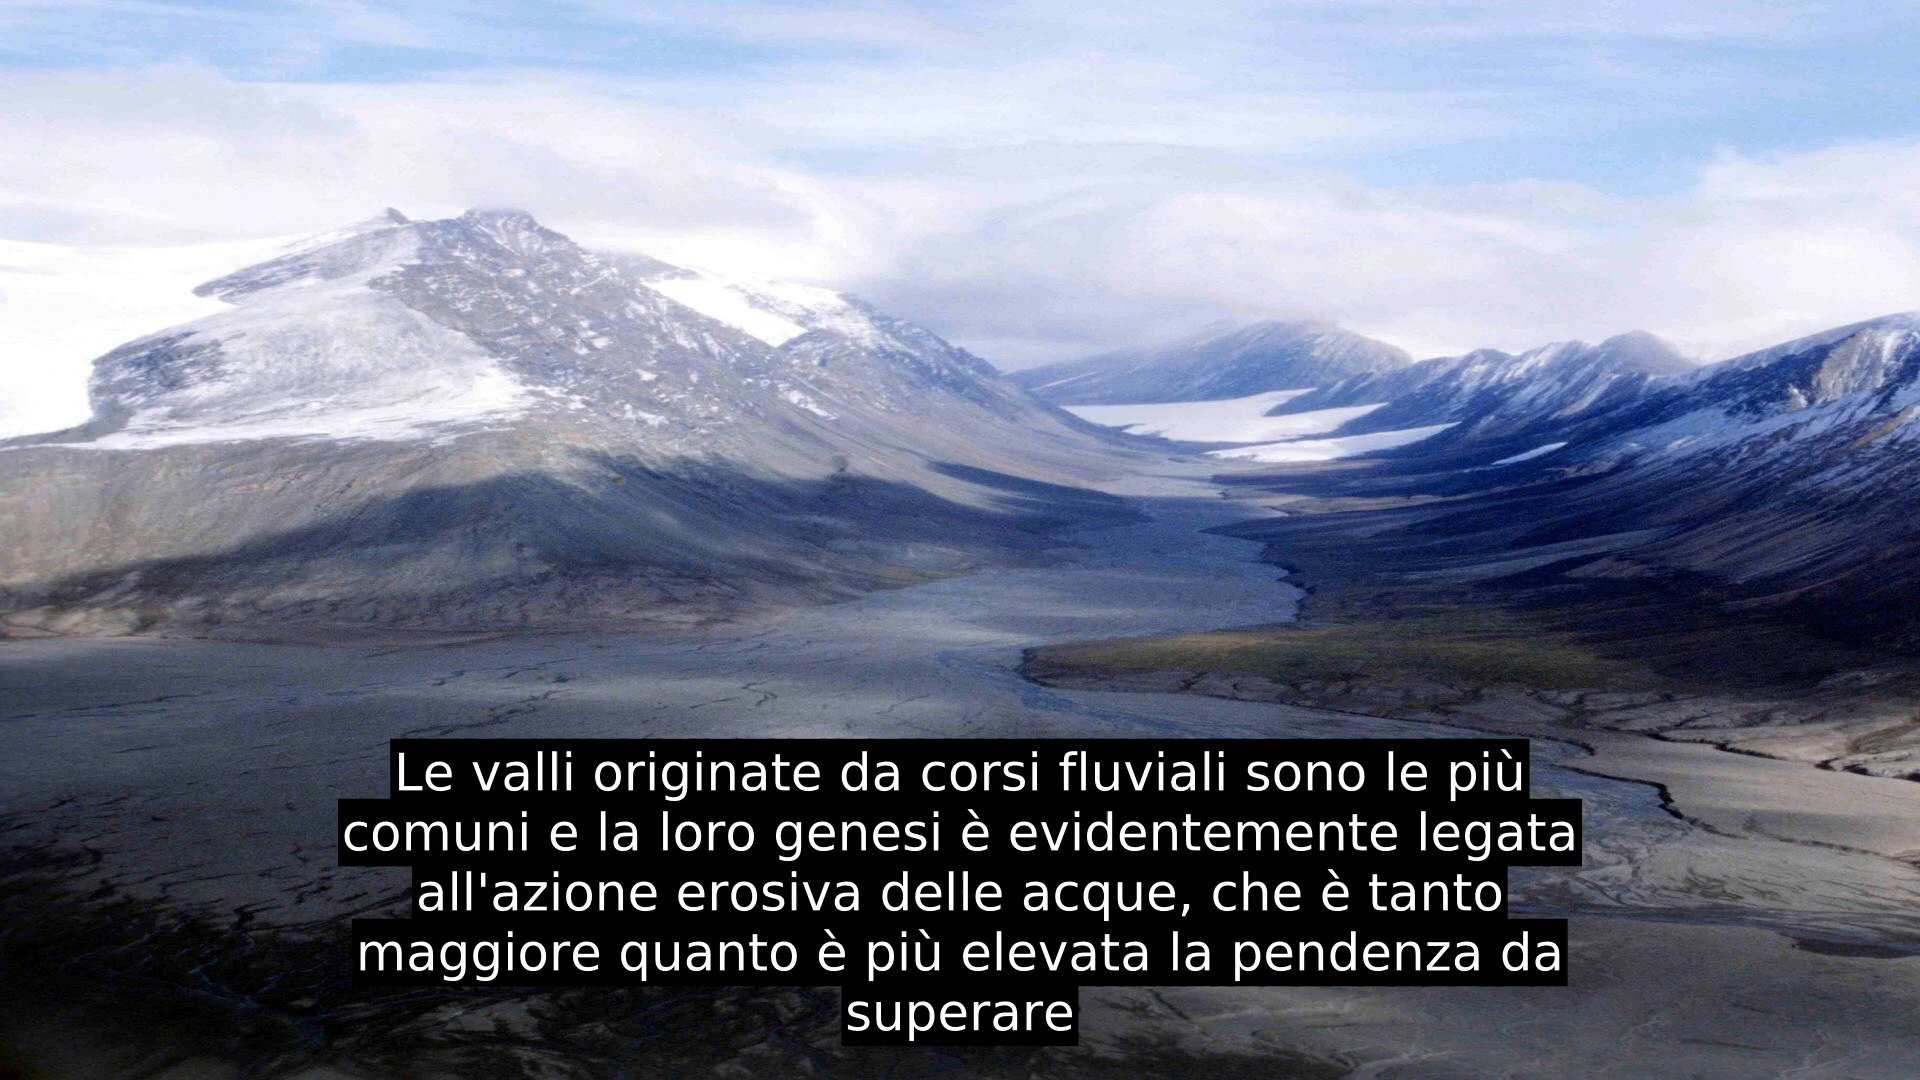 Le valli originate da corsi fluviali sono le più
comuni e la loro genesi è evidentemente legata
all'azione erosiva delle acque, che è tanto
maggiore quanto è più elevata la pendenza da
superare